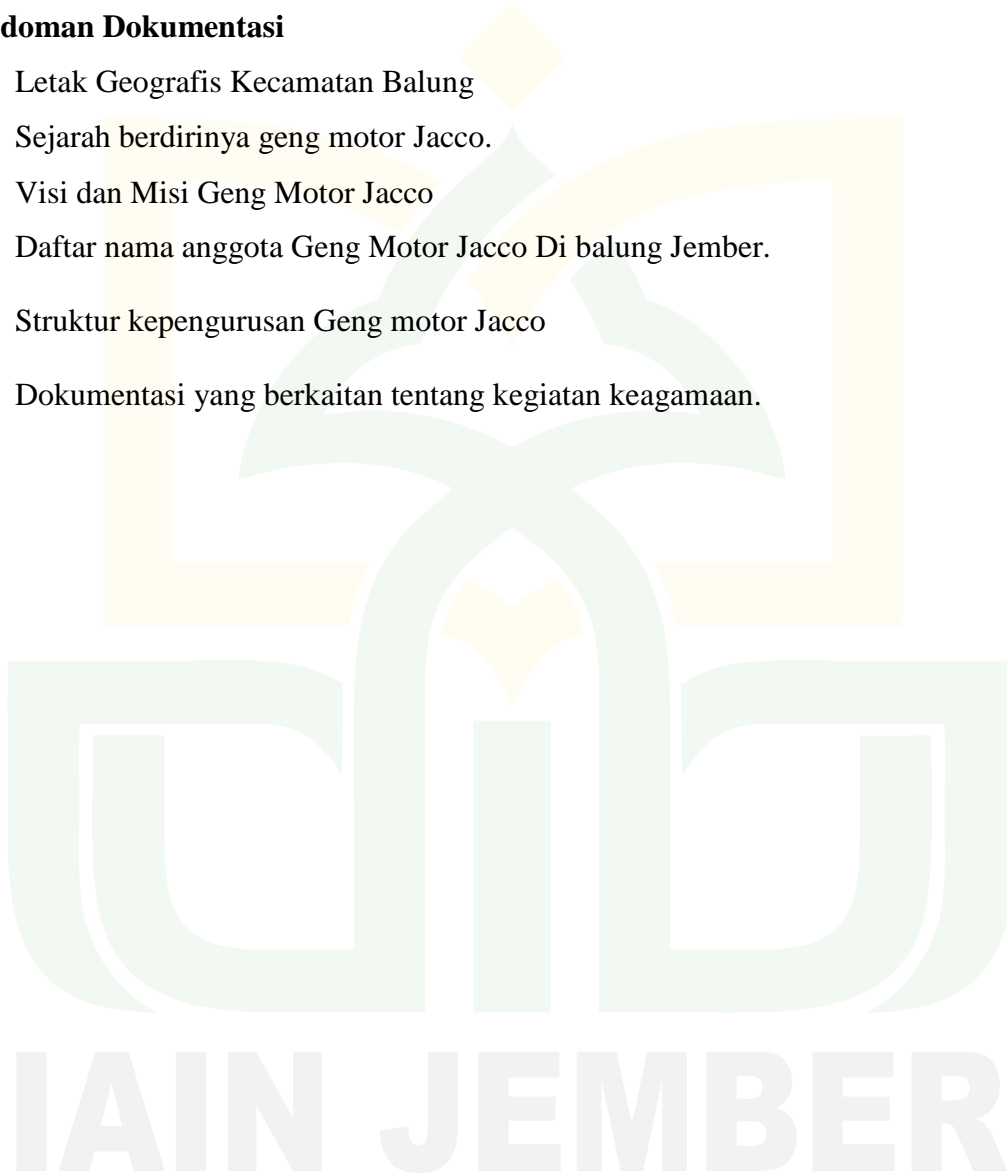 doman Dokumentasi
Letak Geografis Kecamatan Balung
Sejarah berdirinya geng motor Jacco.
Visi dan Misi Geng Motor Jacco
Daftar nama anggota Geng Motor Jacco Di balung Jember.
Struktur kepengurusan Geng motor Jacco
Dokumentasi yang berkaitan tentang kegiatan keagamaan.
IAIN JEMBER